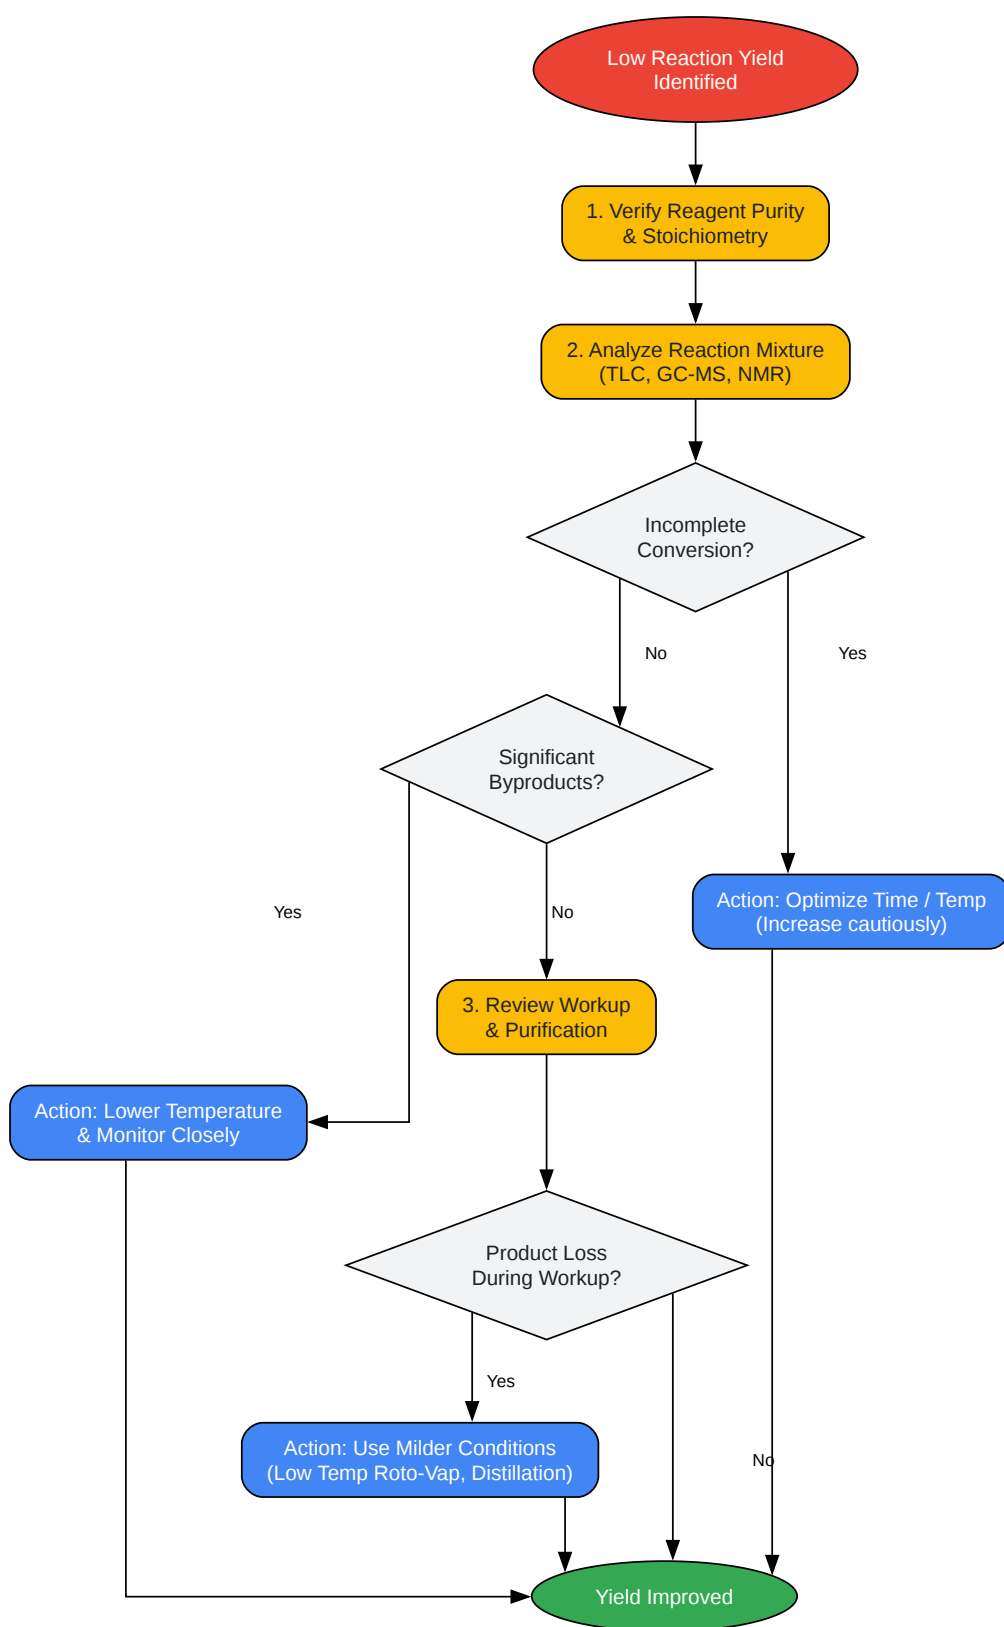 Low Reaction Yield
Identified
1. Verify Reagent Purity
& Stoichiometry
2. Analyze Reaction Mixture
(TLC, GC-MS, NMR)
Incomplete
Conversion?
No
Yes
Significant
Byproducts?
Yes
No
Action: Optimize Time / Temp
(Increase cautiously)
3. Review Workup
& Purification
Action: Lower Temperature
& Monitor Closely
Product Loss
During Workup?
Yes
No
Action: Use Milder Conditions
(Low Temp Roto-Vap, Distillation)
Yield Improved